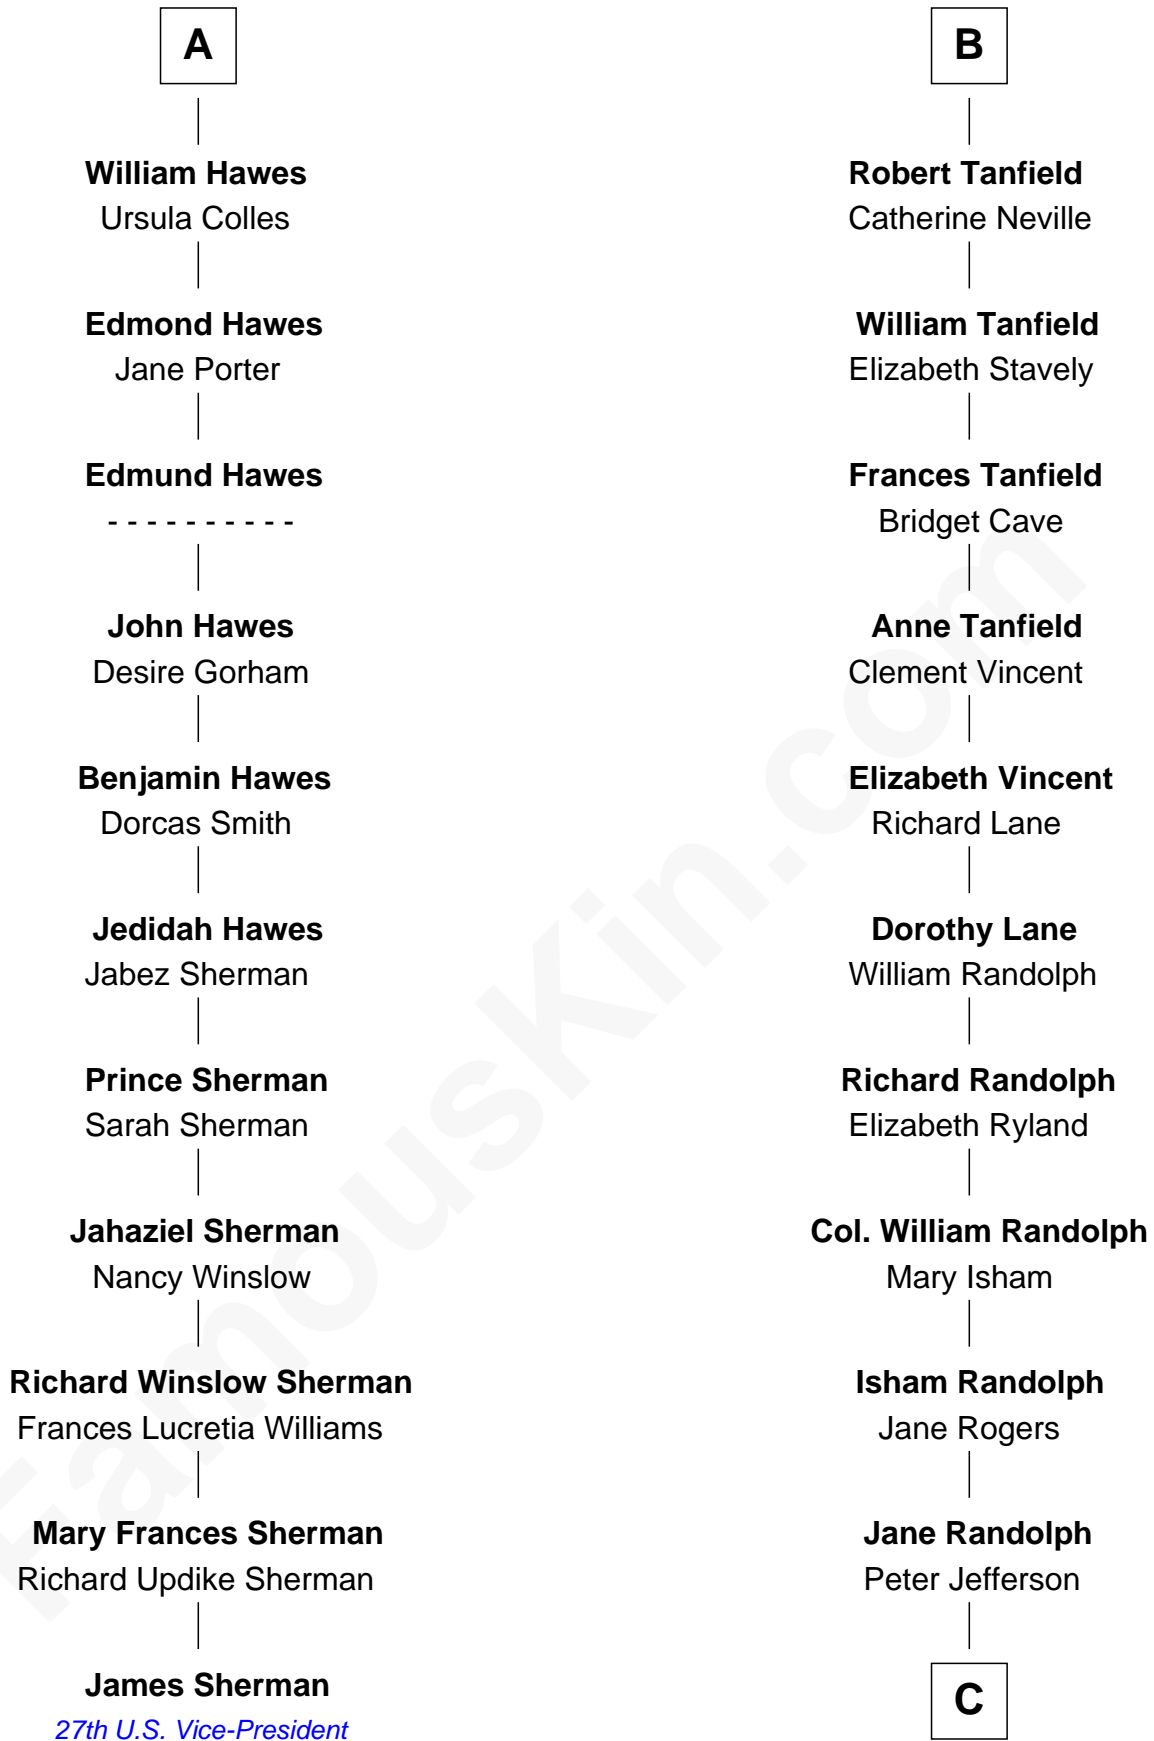 A
William Hawes
Ursula Colles
Edmond Hawes
Jane Porter
Edmund Hawes
- - - - - - - - - -
John Hawes
Desire Gorham
Benjamin Hawes
Dorcas Smith
Jedidah Hawes
Jabez Sherman
Prince Sherman
Sarah Sherman
Jahaziel Sherman
Nancy Winslow
Richard Winslow Sherman
Frances Lucretia Williams
Mary Frances Sherman
Richard Updike Sherman
James Sherman
27th U.S. Vice-President
B
Robert Tanfield
Catherine Neville
William Tanfield
Elizabeth Stavely
Frances Tanfield
Bridget Cave
Anne Tanfield
Clement Vincent
Elizabeth Vincent
Richard Lane
Dorothy Lane
William Randolph
Richard Randolph
Elizabeth Ryland
Col. William Randolph
Mary Isham
Isham Randolph
Jane Rogers
Jane Randolph
Peter Jefferson
C
FamousKin.com